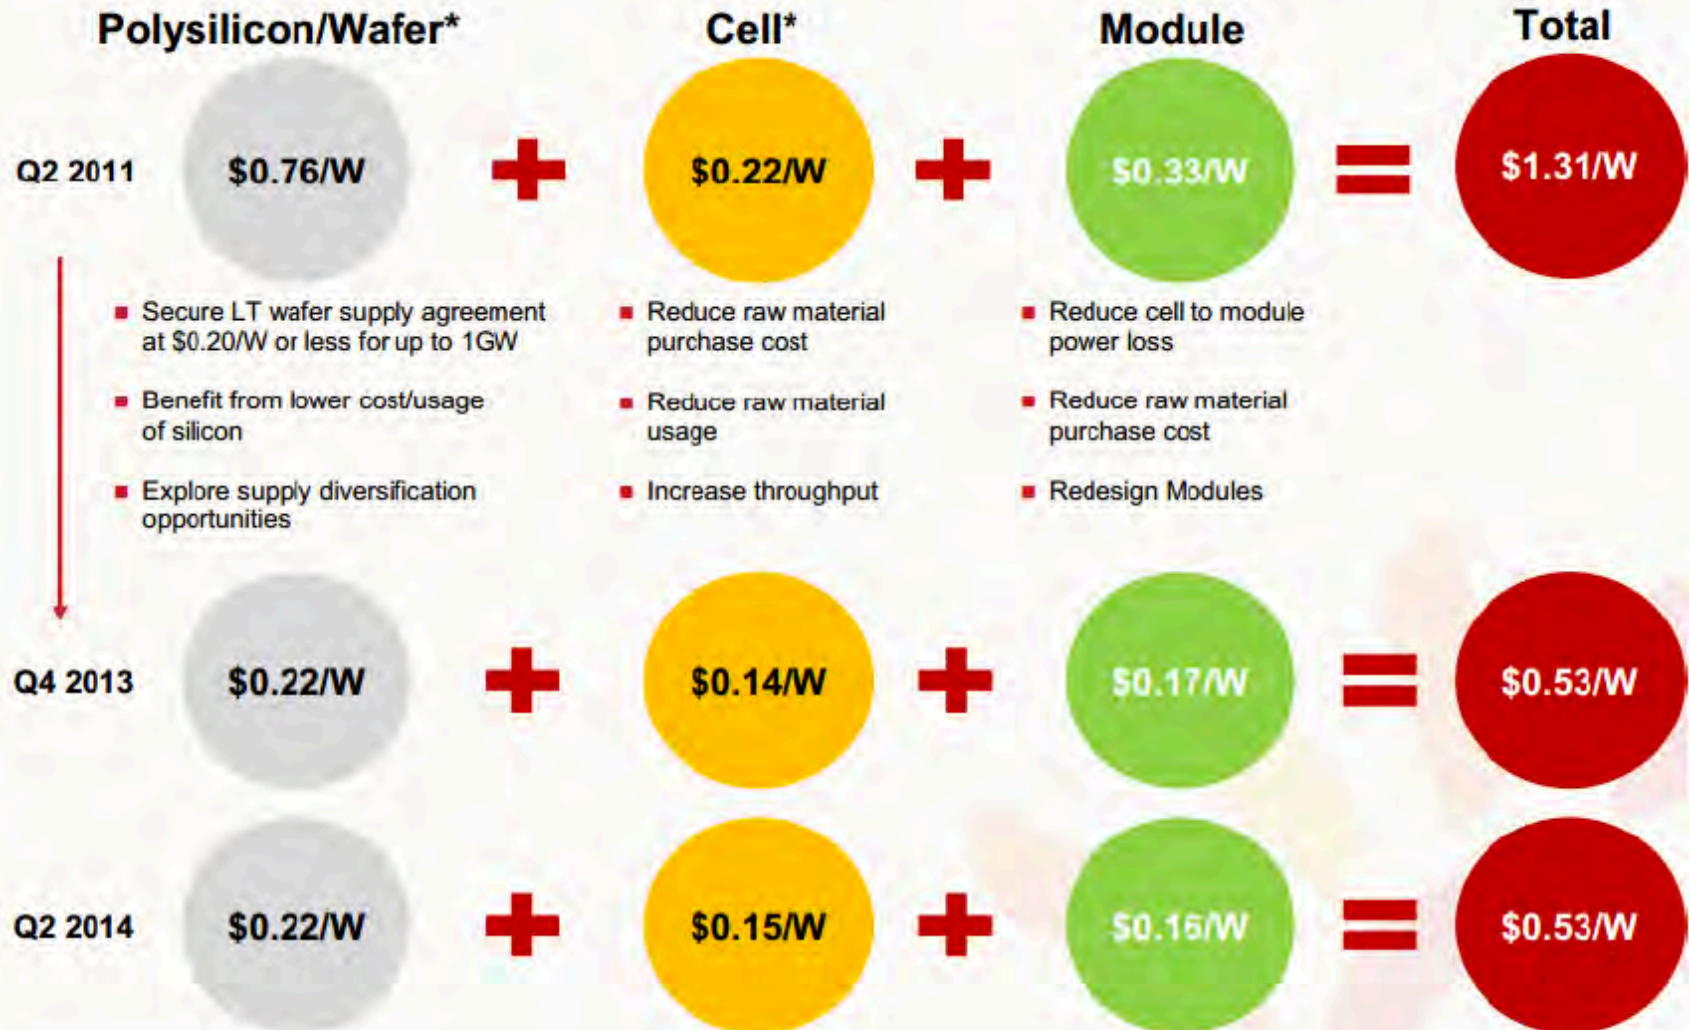 Polysilicon/Wafer* Cell* Module Total
Q2 2011 $0.76/W + $0.22/W + $0.33/W = $1.31/W
■ Secure LT wafer supply agreement
at $0.20/W or less for up to 1GW
■ Benefit from lower cost/usage
of silicon
■ Explore supply diversification
opportunities
■ Reduce raw material
purchase cost
■ Reduce raw material
usage
■ Increase throughput
■ Reduce cell to module
power loss
■ Reduce raw material
purchase cost
■ Redesign Modules
Q4 2013 $0.22/W + $0.14/W + $0.17/W = $0.53/W
Q2 2014 $0.22/W + $0.15/W + $0.16/W = $0.53/W